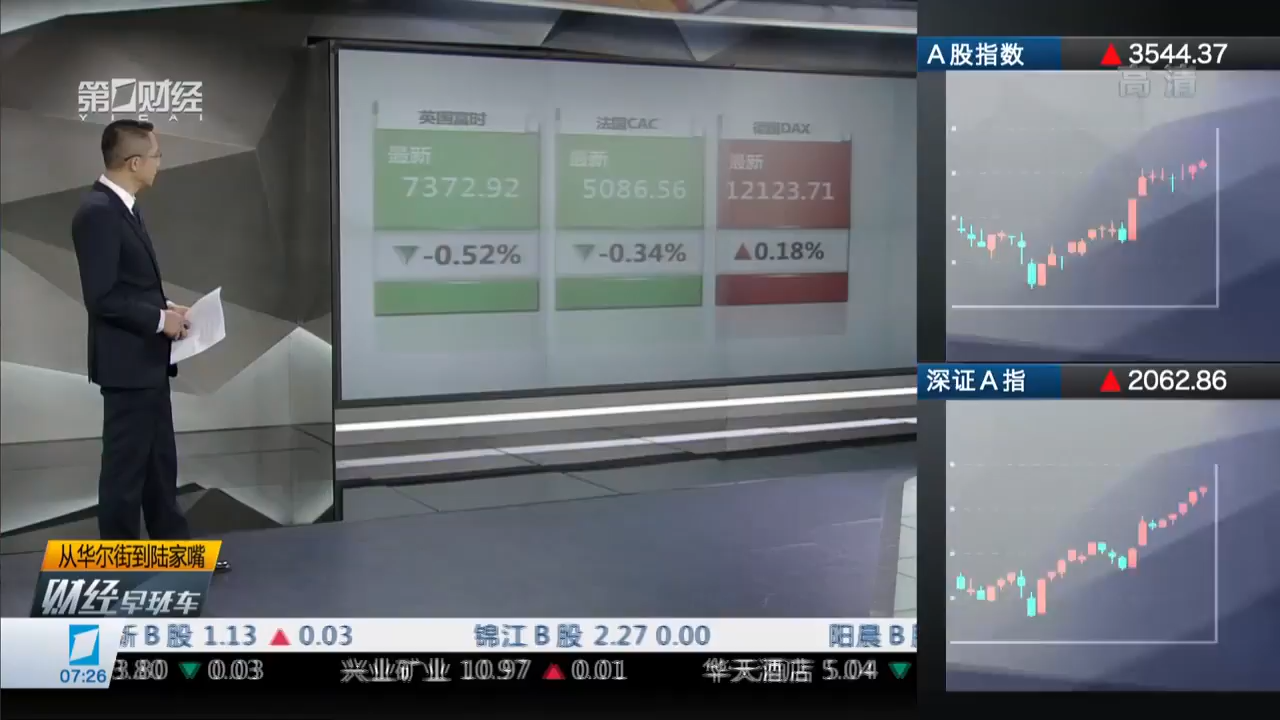 第一财经
YICAI
英国富时
最新
7372.92
-0.52%
法国CAC
最新
5086.56
-0.34%
德国DAX
最新
12123.71
0.18%
A股指数 3544.37
高清
深证A指 2062.86
从华尔街到陆家嘴
财经早班车
B股 1.13 0.03 锦江B股 2.27 0.00 阳晨B
07:26
3.80 0.03 兴业矿业 10.97 0.01 华天酒店 5.04